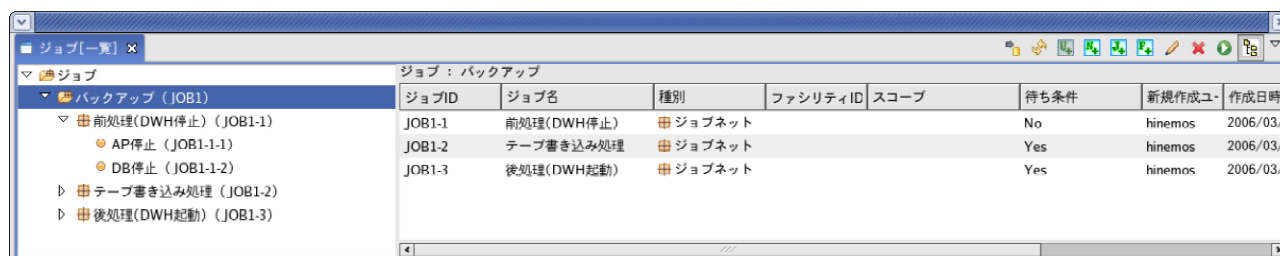 ジョブ[一覧]
ジョブ
バックアップ (JOB1)
前処理(DWH停止) (JOB1-1)
AP停止 (JOB1-1-1)
DB停止 (JOB1-1-2)
テープ書き込み処理 (JOB1-2)
後処理(DWH起動) (JOB1-3)
ジョブ : バックアップ
ジョブID ジョブ名 種別 ファシリティID スコープ 待ち条件 新規作成ユー 作成日時
JOB1-1 前処理(DWH停止) ジョブネット No hinemos 2006/03/
JOB1-2 テープ書き込み処理 ジョブネット Yes hinemos 2006/03/
JOB1-3 後処理(DWH起動) ジョブネット Yes hinemos 2006/03/